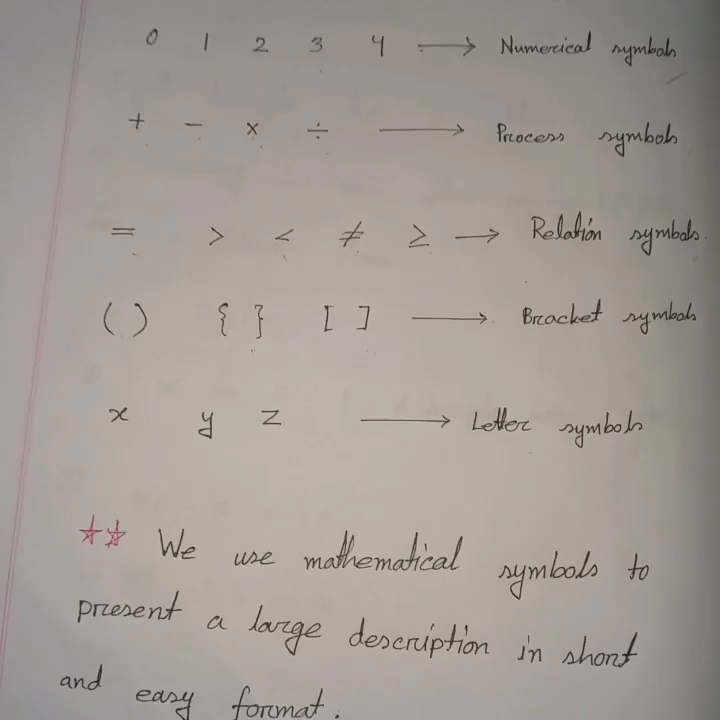 0 1 2 3 4 → Numerical symbols
+ − × ÷ → Process symbols
= > < ≠ ≥ → Relation symbols.
( ) { } [ ] → Bracket symbols
x y z → Letter symbols
☆☆ We use mathematical symbols to
present a large description in short
and easy format.